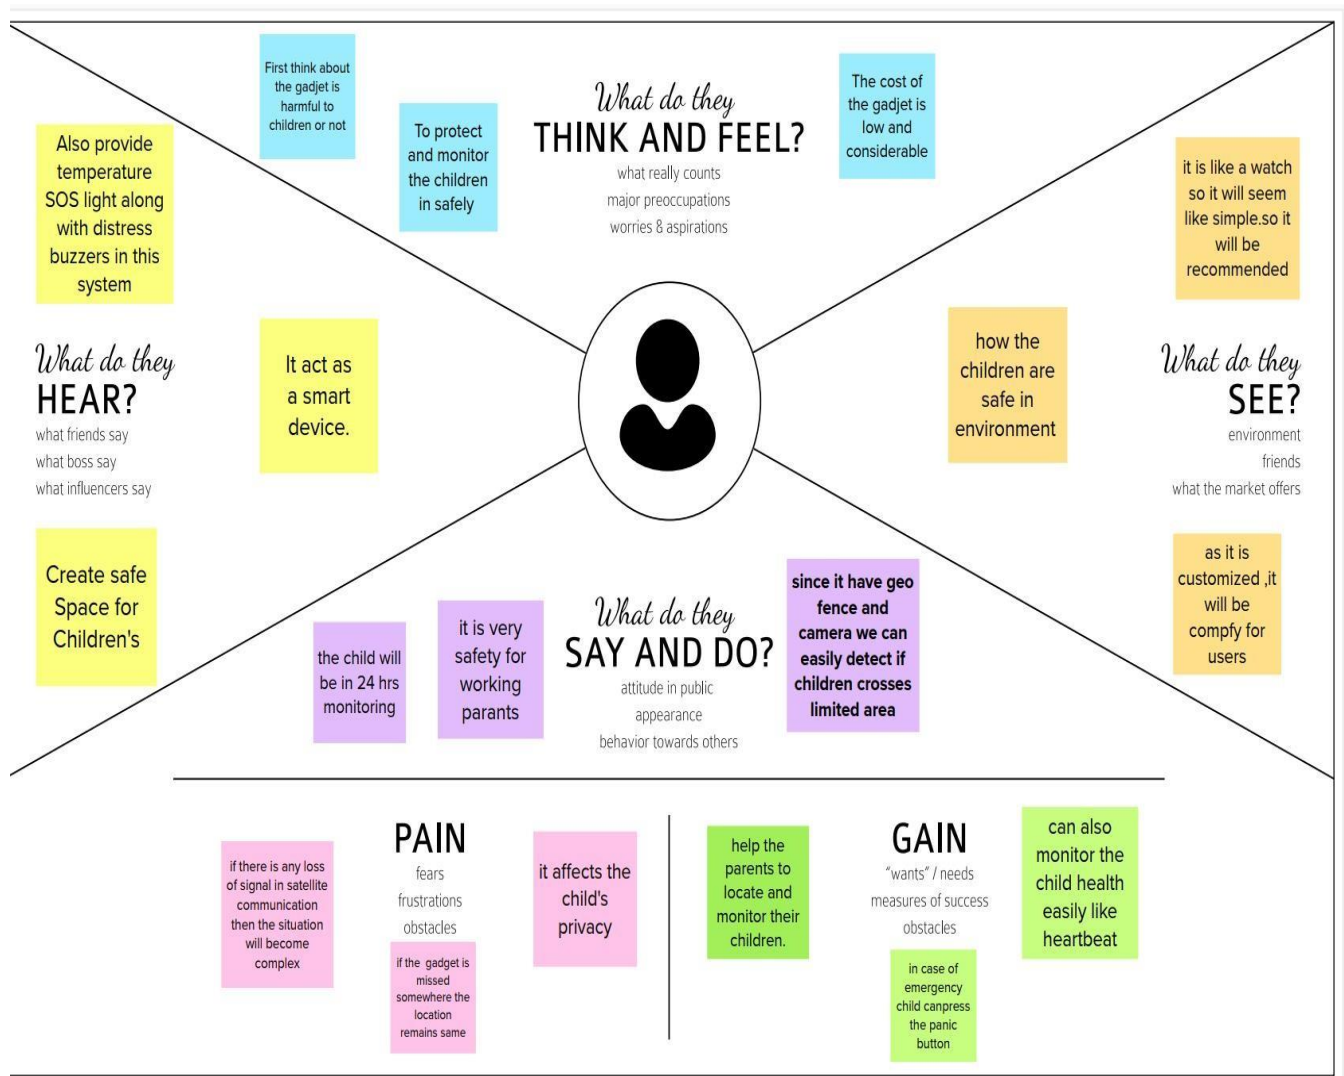 First think about
the gadjet is
harmful to
children or not
To protect
and monitor
the children
in safely
What do they
THINK AND FEEL?
what really counts
major preoccupations
worries & aspirations
The cost of
the gadjet is
low and
considerable
Also provide
temperature
SOS light along
with distress
buzzers in this
system
What do they
HEAR?
what friends say
what boss say
what influencers say
It act as
a smart
device.
Create safe
Space for
Children's
it is like a watch
so it will seem
like simple.so it
will be
recommended
how the
children are
safe in
environment
What do they
SEE?
environment
friends
what the market offers
as it is
customized ,it
will be
compfy for
users
the child will
be in 24 hrs
monitoring
it is very
safety for
working
parants
What do they
SAY AND DO?
attitude in public
appearance
behavior towards others
since it have geo
fence and
camera we can
easily detect if
children crosses
limited area
if there is any loss
of signal in satellite
communication
then the situation
will become
complex
PAIN
fears
frustrations
obstacles
if the gadget is
missed
somewhere the
location
remains same
it affects the
child's
privacy
help the
parents to
locate and
monitor their
children.
GAIN
"wants" / needs
measures of success
obstacles
in case of
emergency
child canpress
the panic
button
can also
monitor the
child health
easily like
heartbeat